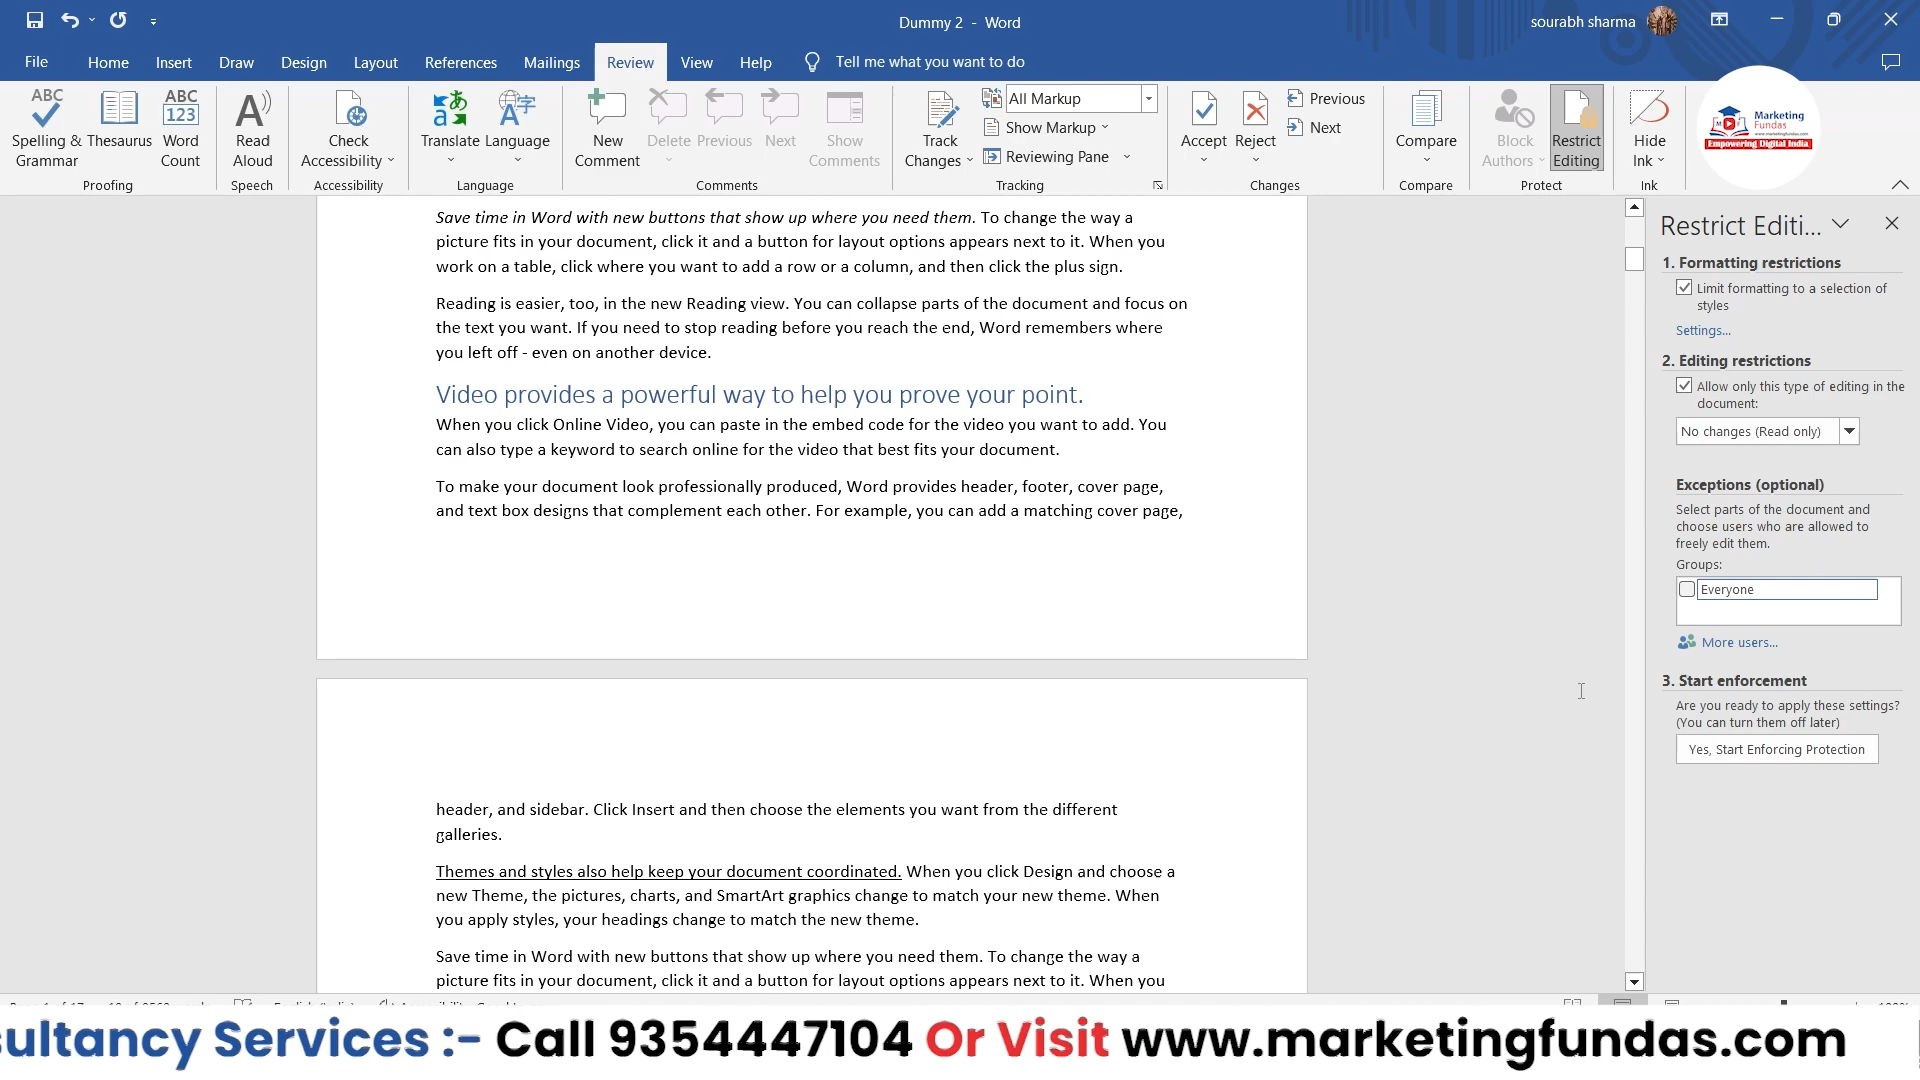 Dummy 2 - Word
sourabh sharma
File Home Insert Draw Design Layout References Mailings Review View Help Tell me what you want to do
ABC
Spelling &
Grammar
Thesaurus
ABC
123
Word
Count
Proofing
Read
Aloud
Speech
Check
Accessibility
Accessibility
Translate
Language
Language
New
Comment
Delete
Previous
Next
Show
Comments
Comments
Track
Changes
All Markup
Show Markup
Reviewing Pane
Tracking
Accept
Reject
Previous
Next
Changes
Compare
Compare
Block
Authors
Restrict
Editing
Protect
Hide
Ink
Ink
Marketing
Fundas
Empowering Digital India
Save time in Word with new buttons that show up where you need them. To change the way a
picture fits in your document, click it and a button for layout options appears next to it. When you
work on a table, click where you want to add a row or a column, and then click the plus sign.
Reading is easier, too, in the new Reading view. You can collapse parts of the document and focus on
the text you want. If you need to stop reading before you reach the end, Word remembers where
you left off - even on another device.
Video provides a powerful way to help you prove your point.
When you click Online Video, you can paste in the embed code for the video you want to add. You
can also type a keyword to search online for the video that best fits your document.
To make your document look professionally produced, Word provides header, footer, cover page,
and text box designs that complement each other. For example, you can add a matching cover page,
header, and sidebar. Click Insert and then choose the elements you want from the different
galleries.
Themes and styles also help keep your document coordinated. When you click Design and choose a
new Theme, the pictures, charts, and SmartArt graphics change to match your new theme. When
you apply styles, your headings change to match the new theme.
Save time in Word with new buttons that show up where you need them. To change the way a
picture fits in your document, click it and a button for layout options appears next to it. When you
Restrict Editi...
1. Formatting restrictions
Limit formatting to a selection of
styles
Settings...
2. Editing restrictions
Allow only this type of editing in the
document:
No changes (Read only)
Exceptions (optional)
Select parts of the document and
choose users who are allowed to
freely edit them.
Groups:
Everyone
More users...
3. Start enforcement
Are you ready to apply these settings?
(You can turn them off later)
Yes, Start Enforcing Protection
sultancy Services :- Call 9354447104 Or Visit www.marketingfundas.com